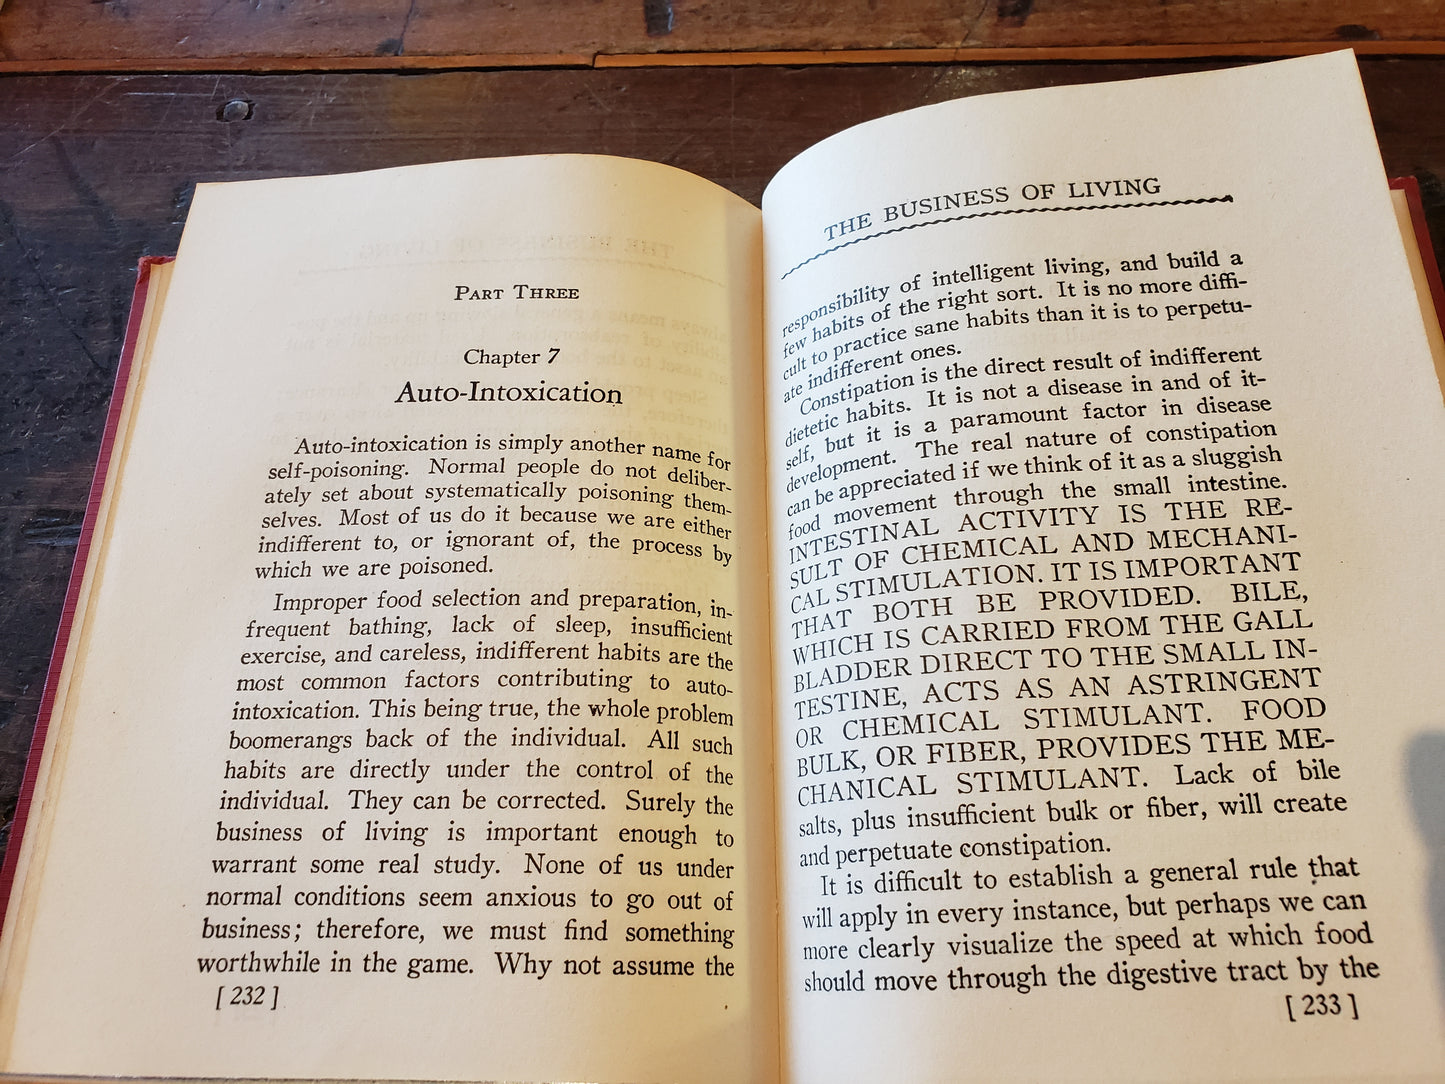 PART THREE
Chapter 7
Auto-Intoxication
Auto-intoxication is simply another name for
self-poisoning. Normal people do not deliber-
ately set about systematically poisoning them-
selves. Most of us do it because we are either
indifferent to, or ignorant of, the process by
which we are poisoned.
Improper food selection and preparation, in-
frequent bathing, lack of sleep, insufficient
exercise, and careless, indifferent habits are the
most common factors contributing to auto-
intoxication. This being true, the whole problem
boomerangs back of the individual. All such
habits are directly under the control of the
individual. They can be corrected. Surely the
business of living is important enough to
warrant some real study. None of us under
normal conditions seem anxious to go out of
business; therefore, we must find something
worthwhile in the game. Why not assume the
[ 232 ]
THE BUSINESS OF LIVING
responsibility of intelligent living, and build a
few habits of the right sort. It is no more diffi-
cult to practice sane habits than it is to perpetu-
ate indifferent ones.
Constipation is the direct result of indifferent
dietetic habits. It is not a disease in and of it-
self, but it is a paramount factor in disease
development. The real nature of constipation
can be appreciated if we think of it as a sluggish
food movement through the small intestine.
INTESTINAL ACTIVITY IS THE RE-
SULT OF CHEMICAL AND MECHANI-
CAL STIMULATION. IT IS IMPORTANT
THAT BOTH BE PROVIDED. BILE,
WHICH IS CARRIED FROM THE GALL
BLADDER DIRECT TO THE SMALL IN-
TESTINE, ACTS AS AN ASTRINGENT
OR CHEMICAL STIMULANT. FOOD
BULK, OR FIBER, PROVIDES THE ME-
CHANICAL STIMULANT. Lack of bile
salts, plus insufficient bulk or fiber, will create
and perpetuate constipation.
It is difficult to establish a general rule that
will apply in every instance, but perhaps we can
more clearly visualize the speed at which food
should move through the digestive tract by the
[ 233 ]